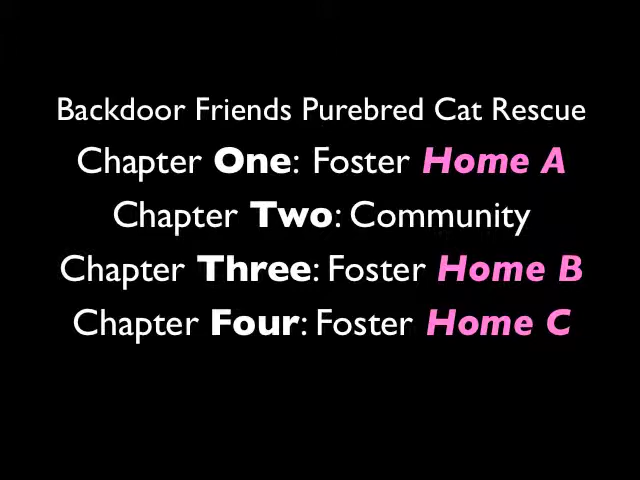 Backdoor Friends Purebred Cat Rescue
Chapter One: Foster Home A
Chapter Two: Community
Chapter Three: Foster Home B
Chapter Four: Foster Home C